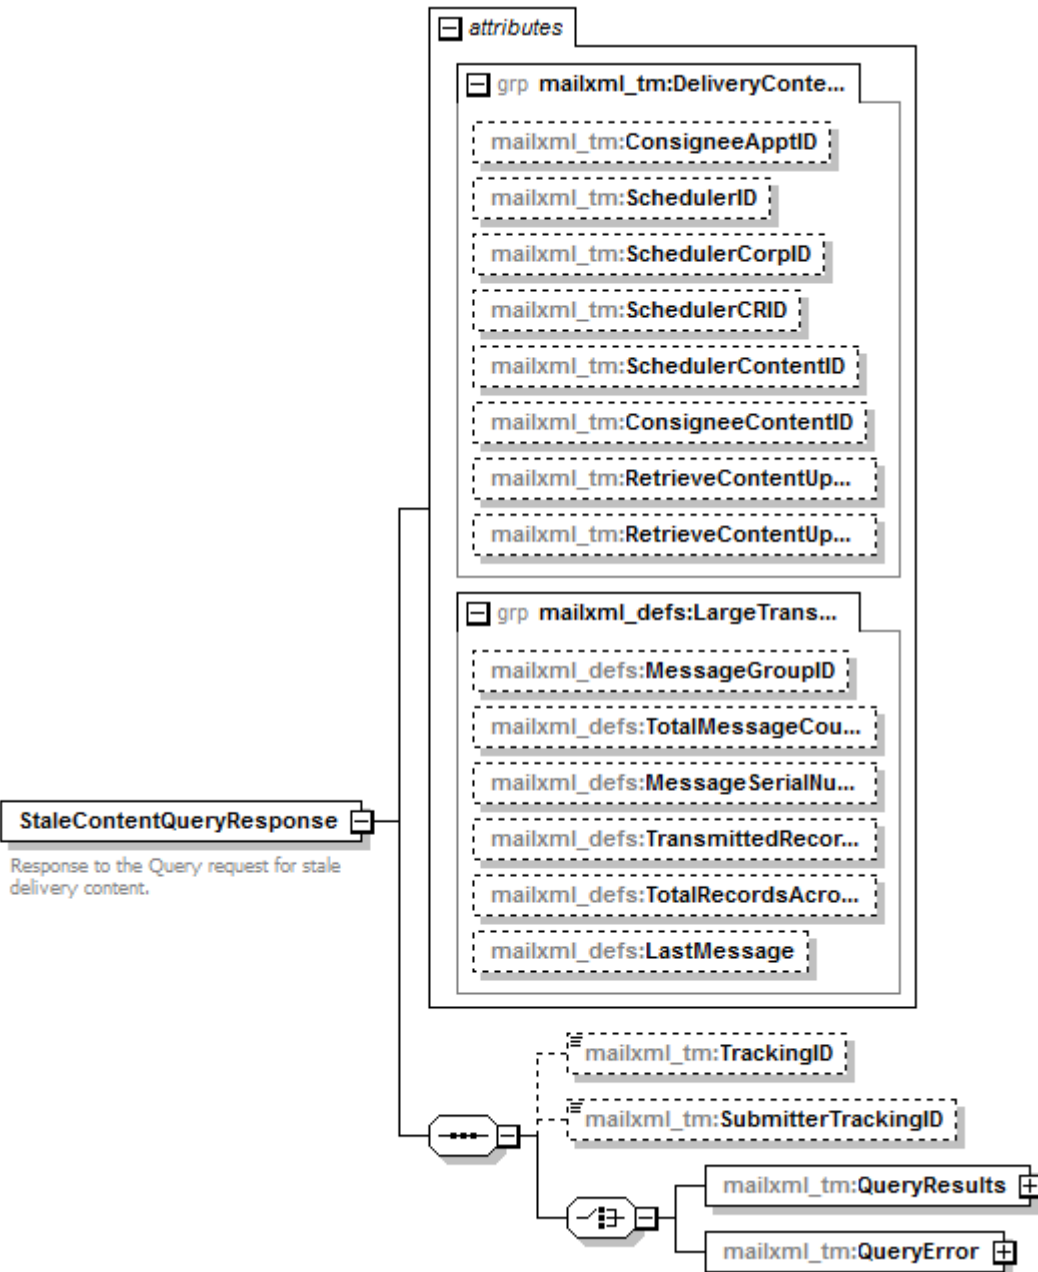 attributes
grp mailxml_tm:DeliveryConte...
mailxml_tm:ConsigneeApptID
mailxml_tm:SchedulerID
mailxml_tm:SchedulerCorpID
mailxml_tm:SchedulerCRID
mailxml_tm:SchedulerContentID
mailxml_tm:ConsigneeContentID
mailxml_tm:RetrieveContentUp...
mailxml_tm:RetrieveContentUp...
grp mailxml_defs:LargeTrans...
mailxml_defs:MessageGroupID
mailxml_defs:TotalMessageCou...
mailxml_defs:MessageSerialNu...
mailxml_defs:TransmittedRecor...
mailxml_defs:TotalRecordsAcro...
mailxml_defs:LastMessage
StaleContentQueryResponse
Response to the Query request for stale
delivery content.
mailxml_tm:TrackingID
mailxml_tm:SubmitterTrackingID
mailxml_tm:QueryResults
mailxml_tm:QueryError